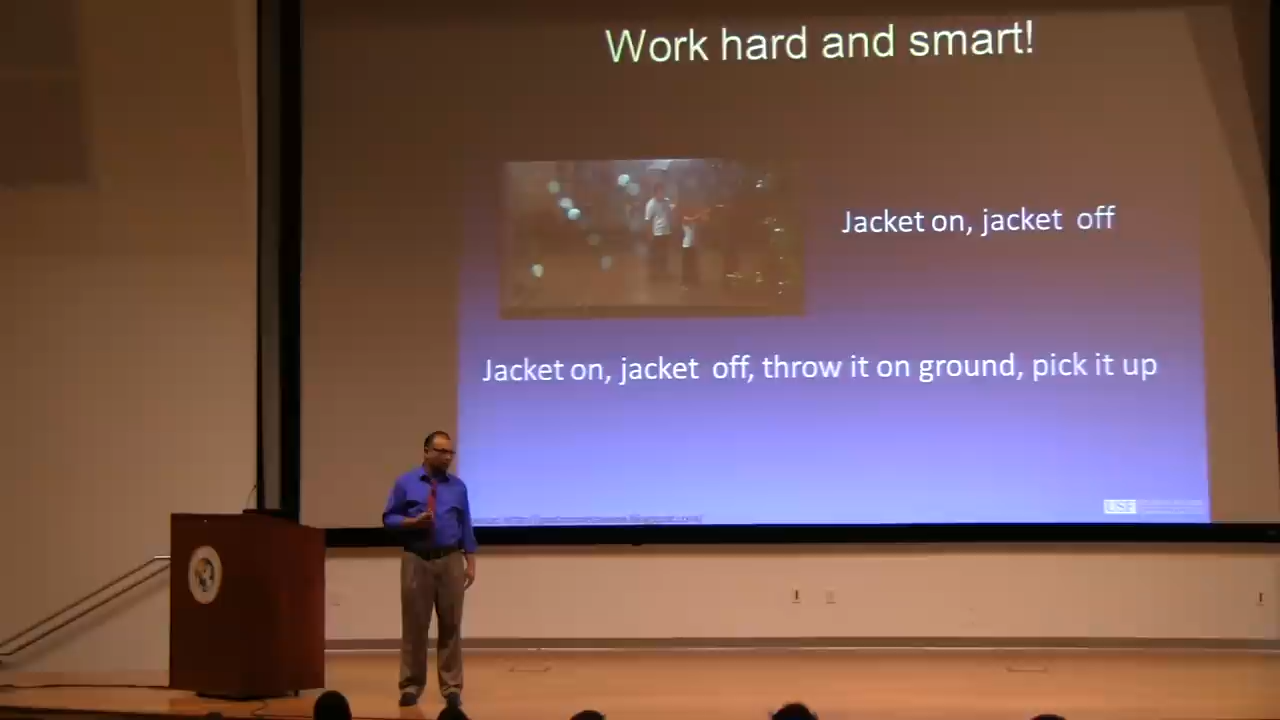 Work hard and smart!
Jacket on, jacket off
Jacket on, jacket off, throw it on ground, pick it up
USF